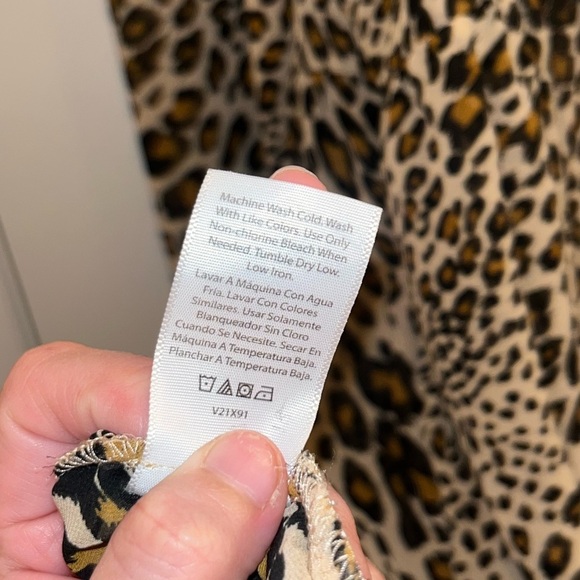 Machine Wash Cold. Wash
With Like Colors. Use Only
Non-chlorine Bleach When
Needed. Tumble Dry Low.
Low Iron.
Lavar A Máquina Con Agua
Fría. Lavar Con Colores
Similares. Usar Solamente
Blanqueador Sin Cloro
Cuando Se Necesite. Secar En
Máquina A Temperatura Baja.
Planchar A Temperatura Baja.
V21X91